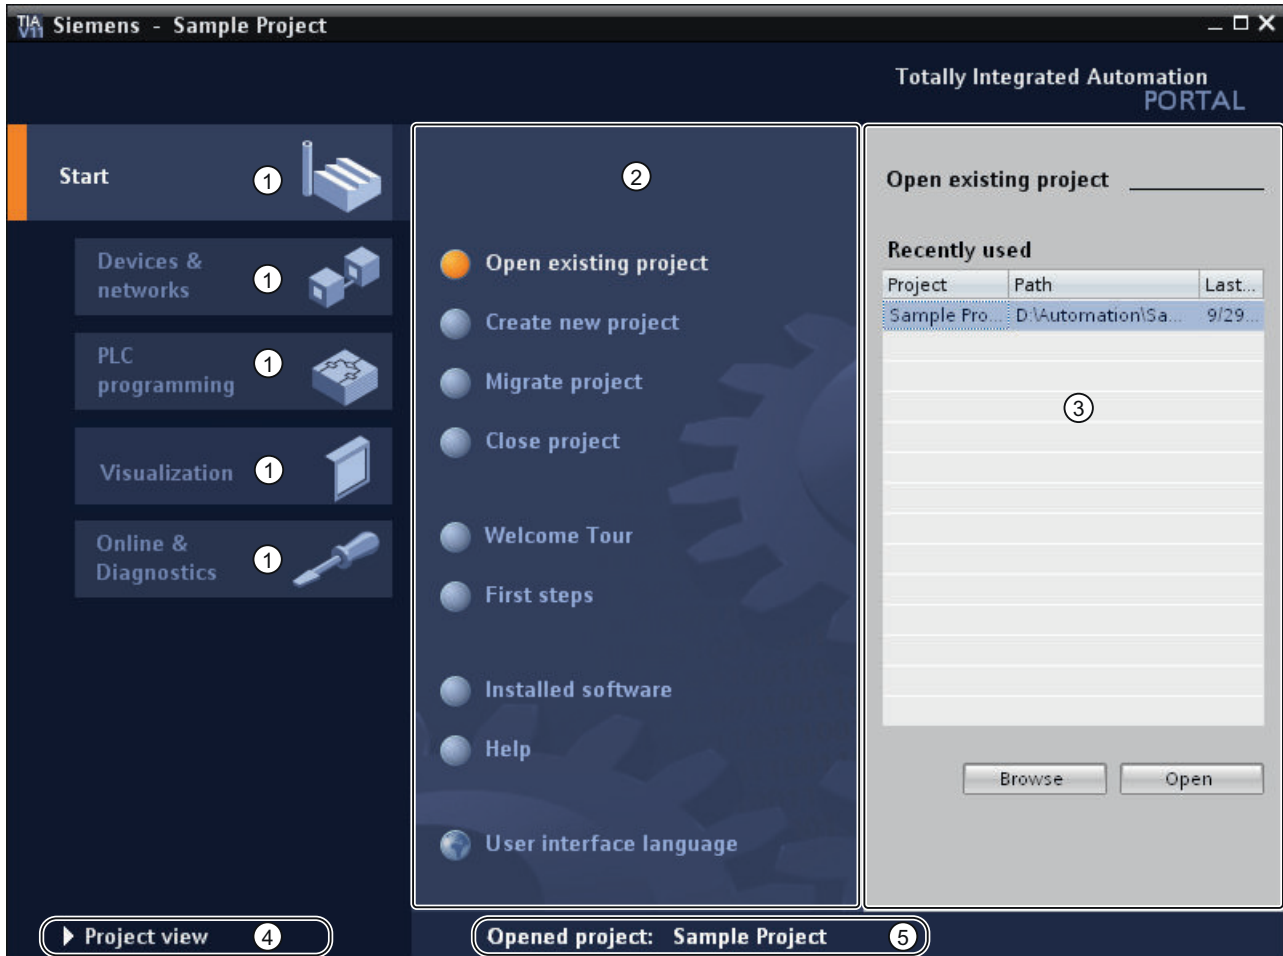 TIA V11 Siemens - Sample Project
Totally Integrated Automation
PORTAL
Start ①
Devices &
networks ①
PLC
programming ①
Visualization ①
Online &
Diagnostics ①
②
Open existing project
Create new project
Migrate project
Close project
Welcome Tour
First steps
Installed software
Help
User interface language
Open existing project
Recently used
Project Path Last...
Sample Pro... D:\Automation\Sa... 9/29...
③
Browse Open
Project view ④
Opened project: Sample Project ⑤